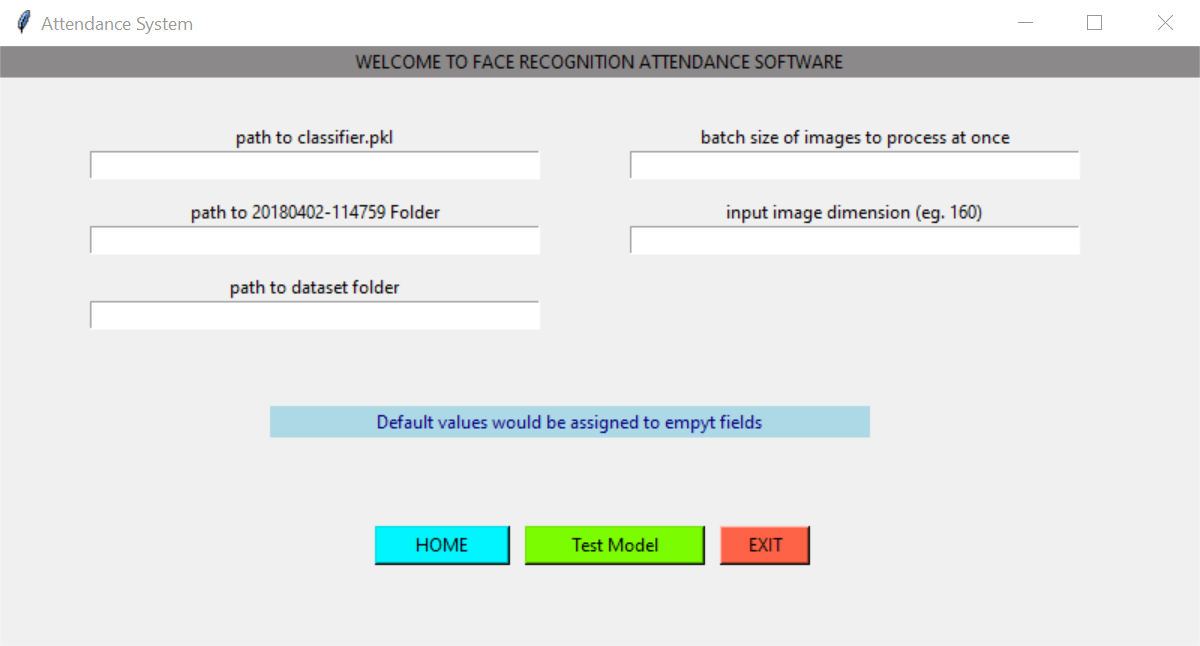 Attendance System
WELCOME TO FACE RECOGNITION ATTENDANCE SOFTWARE
path to classifier.pkl
batch size of images to process at once
path to 20180402-114759 Folder
input image dimension (eg. 160)
path to dataset folder
Default values would be assigned to empyt fields
HOME
Test Model
EXIT